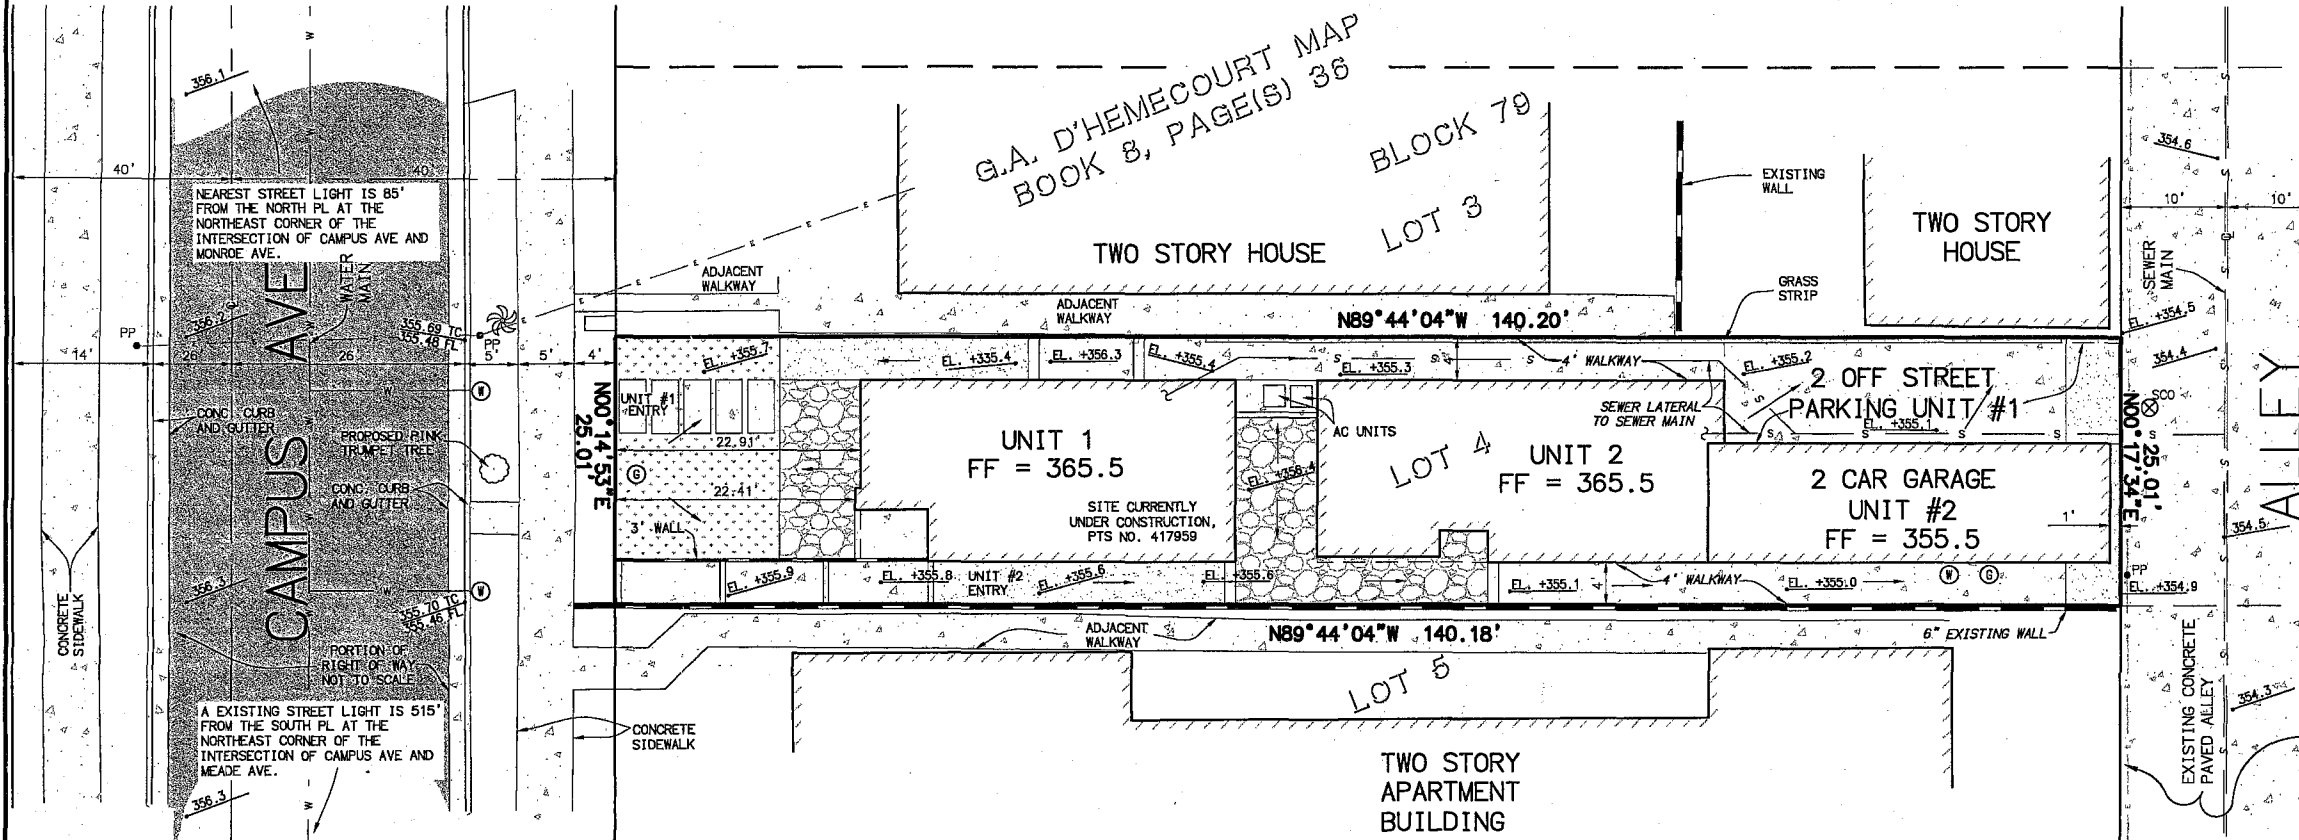 356.1
40'
40'
NEAREST STREET LIGHT IS 85'
FROM THE NORTH PL AT THE
NORTHEAST CORNER OF THE
INTERSECTION OF CAMPUS AVE AND
MONROE AVE.
CAMPUS AVE
WATER
MAIN
356.2
355.69 TC
355.48 FL
PP
PP
14'
26'
26'
5'
5'
4'
CONC. CURB
AND GUTTER
PROPOSED PINK
TRUMPET TREE
CONC. CURB
AND GUTTER
W
W
356.3
355.70 TC
355.46 FL
CONCRETE
SIDEWALK
PORTION OF
RIGHT OF WAY
NOT TO SCALE
A EXISTING STREET LIGHT IS 515'
FROM THE SOUTH PL AT THE
NORTHEAST CORNER OF THE
INTERSECTION OF CAMPUS AVE AND
MEADE AVE.
356.3
CONCRETE
SIDEWALK
G.A. D'HEMECOURT MAP
BOOK 8, PAGE(S) 36
BLOCK 79
LOT 3
TWO STORY HOUSE
ADJACENT
WALKWAY
ADJACENT
WALKWAY
N89°44'04"W 140.20'
EXISTING
WALL
GRASS
STRIP
TWO STORY
HOUSE
N00°14'53"E
25.01'
EL. +355.7
EL. +335.4
EL. +356.3
EL. +355.4
EL. +355.3
4' WALKWAY
EL. +355.2
UNIT #1
ENTRY
22.91'
G
22.41'
3' WALL
UNIT 1
FF = 365.5
SITE CURRENTLY
UNDER CONSTRUCTION,
PTS NO. 417959
AC UNITS
EL. +356.4
LOT 4
UNIT 2
FF = 365.5
SEWER LATERAL
TO SEWER MAIN
2 OFF STREET
PARKING UNIT #1
EL. +355.1
2 CAR GARAGE
UNIT #2
FF = 355.5
1'
EL. +355.9
EL. +355.8
UNIT #2
ENTRY
EL. +355.6
EL. +355.6
EL. +355.1
4' WALKWAY
EL. +355.0
W
G
ADJACENT
WALKWAY
N89°44'04"W 140.18'
6" EXISTING WALL
LOT 5
TWO STORY
APARTMENT
BUILDING
354.6
10'
10'
SEWER
MAIN
EL. +354.5
354.4
SCO
N00°17'34"E
25.01'
ALLEY
354.5
PP
EL. +354.9
EXISTING CONCRETE
PAVED ALLEY
354.3